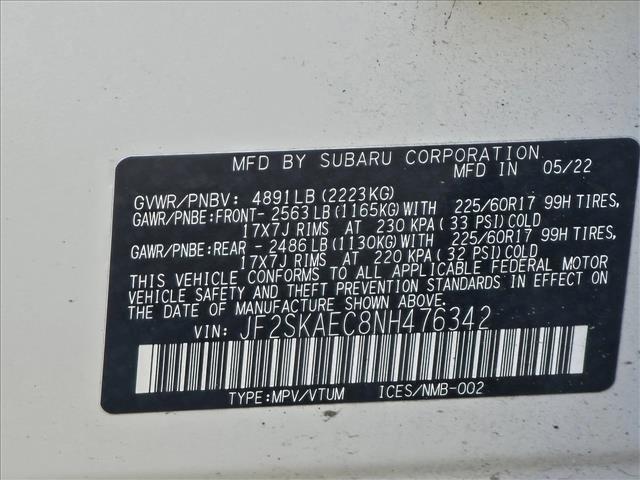 MFD BY SUBARU CORPORATION
MFD IN 05/22
GVWR/PNBV: 4891LB(2223KG)
GAWR/PNBE:FRONT- 2563LB(1165KG)WITH 225/60R17 99H TIRES,
17X7J RIMS AT 230 KPA(33 PSI)COLD
GAWR/PNBE:REAR - 2486LB(1130KG)WITH 225/60R17 99H TIRES,
17X7J RIMS AT 220 KPA(32 PSI)COLD
THIS VEHICLE CONFORMS TO ALL APPLICABLE FEDERAL MOTOR
VEHICLE SAFETY AND THEFT PREVENTION STANDARDS IN EFFECT ON
THE DATE OF MANUFACTURE SHOWN ABOVE.
VIN: JF2SKAEC8NH476342
TYPE:MPV/VTUM ICES/NMB-002